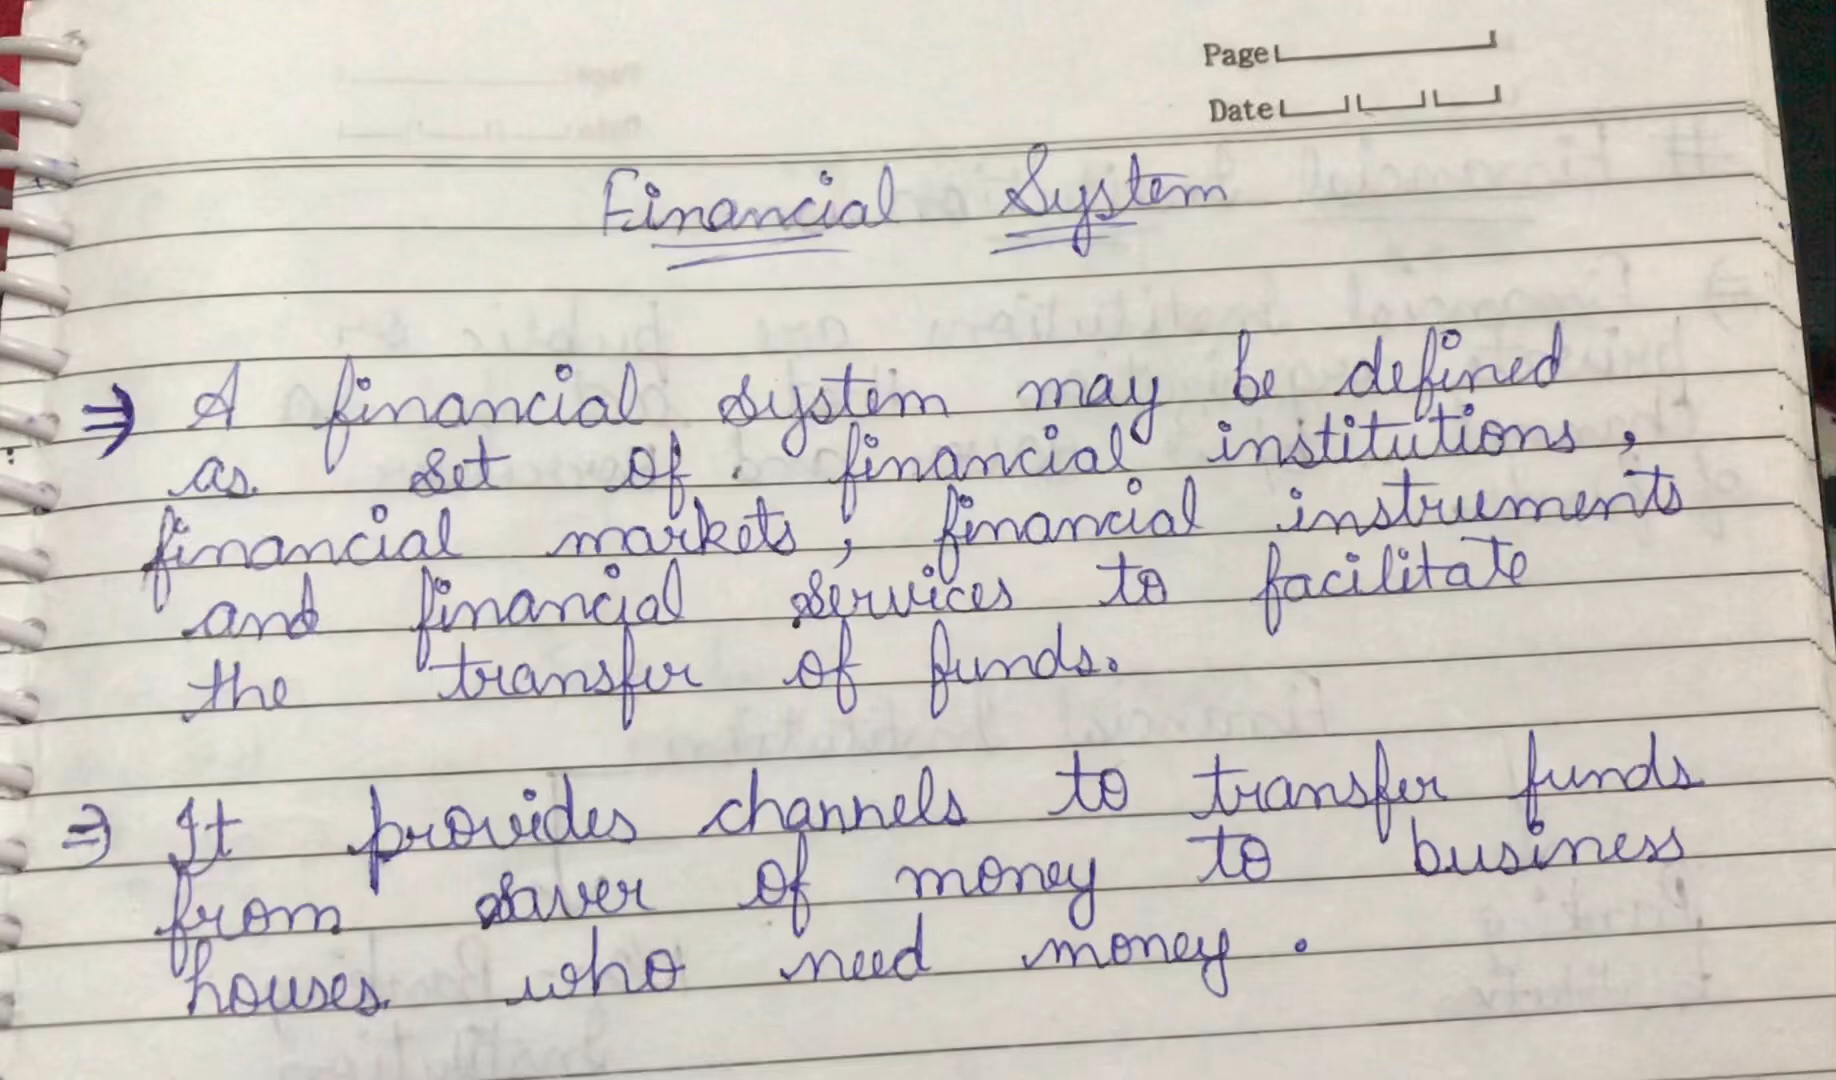 Page
Date
Financial System
⇒ A financial system may be defined
as set of financial institutions,
financial markets, financial instruments
and financial services to facilitate
the transfer of funds.
⇒ It provides channels to transfer funds
from saver of money to business
houses who need money.